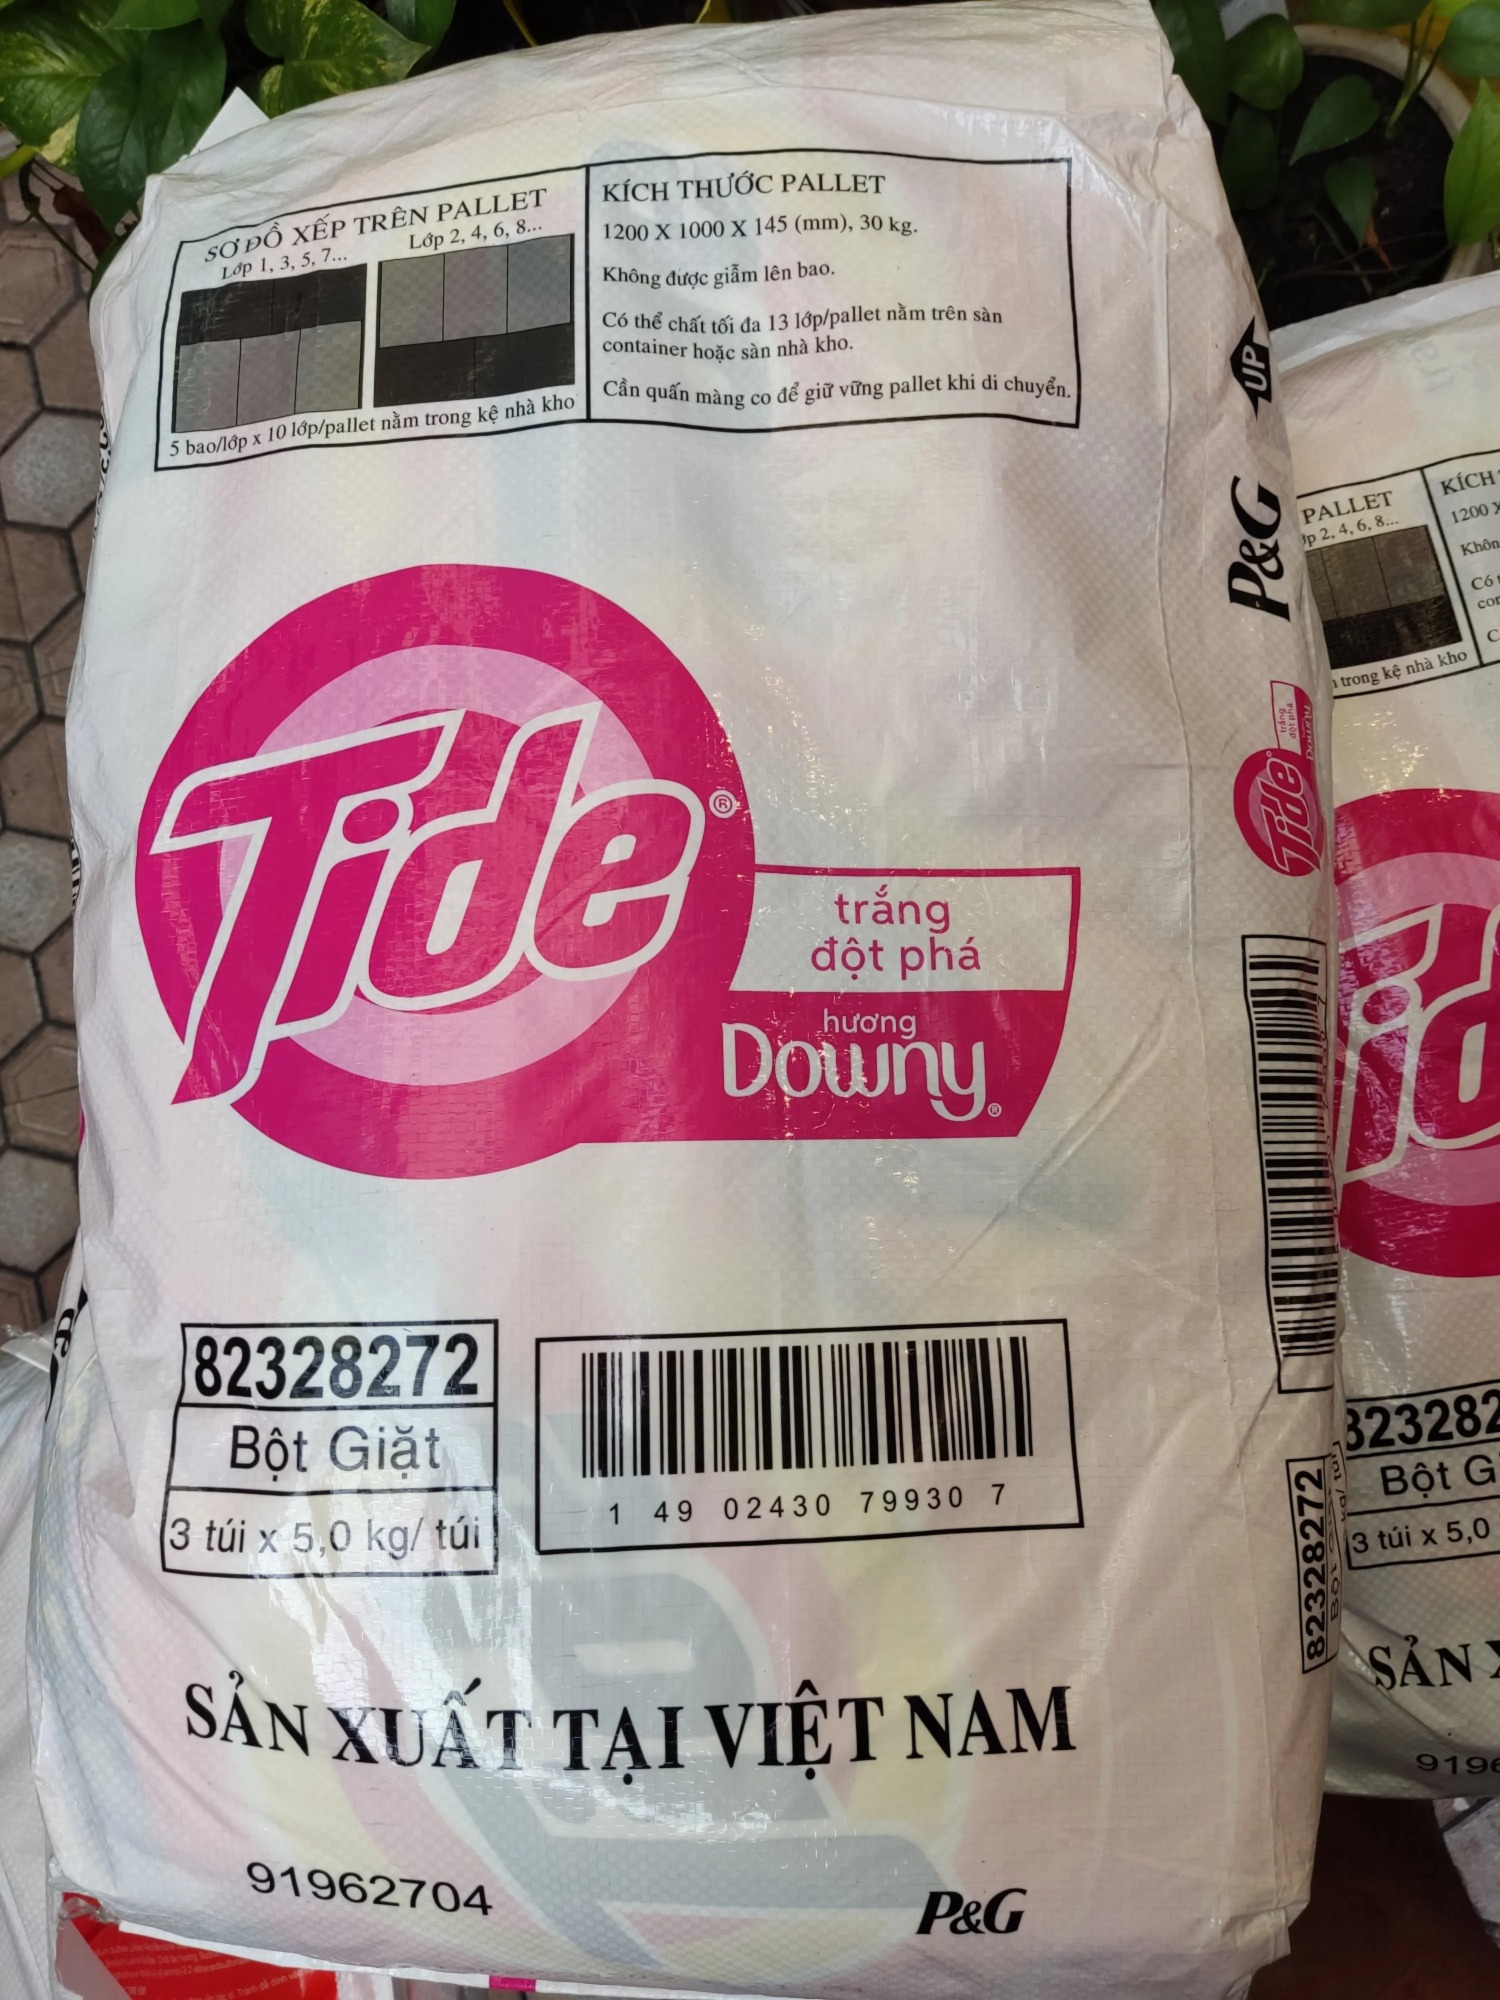 SƠ ĐỒ XẾP TRÊN PALLET
Lớp 1, 3, 5, 7...
Lớp 2, 4, 6, 8...
5 bao/lớp x 10 lớp/pallet nằm trong kệ nhà kho
KÍCH THƯỚC PALLET
1200 X 1000 X 145 (mm), 30 kg.
Không được giẫm lên bao.
Có thể chất tối đa 13 lớp/pallet nằm trên sàn
container hoặc sàn nhà kho.
Cần quấn màng co để giữ vững pallet khi di chuyển.
Tide®
trắng
đột phá
hương
Downy®
82328272
Bột Giặt
3 túi x 5,0 kg/ túi
1 49 02430 79930 7
SẢN XUẤT TẠI VIỆT NAM
91962704
P&G
UP
P&G
Tide
trắng
đột phá
Downy
82328272
PALLET
2, 4, 6, 8...
trong kệ nhà kho
1200
Bột
3 túi x 5,0
SẢN